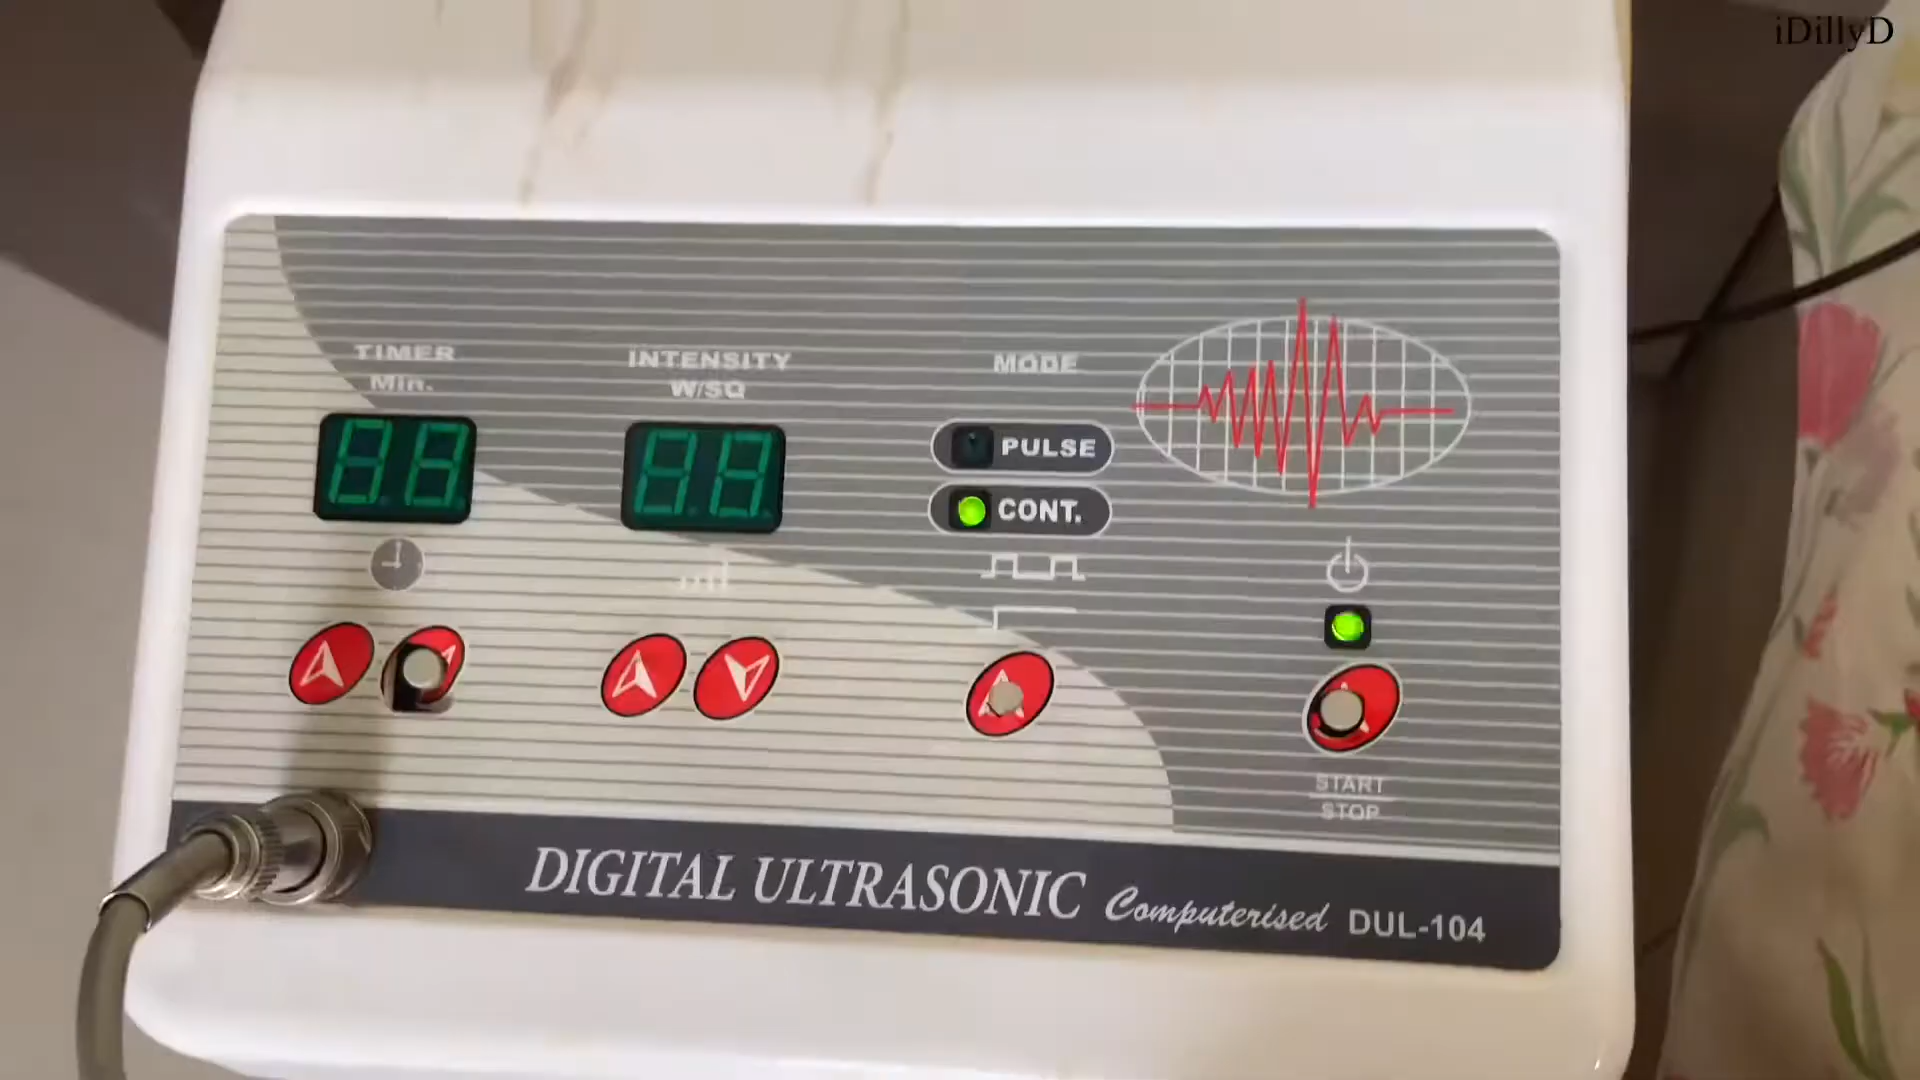 iDillyD
TIMER
Min.
INTENSITY
W/SQ
MODE
PULSE
CONT.
START
STOP
DIGITAL ULTRASONIC Computerised DUL-104